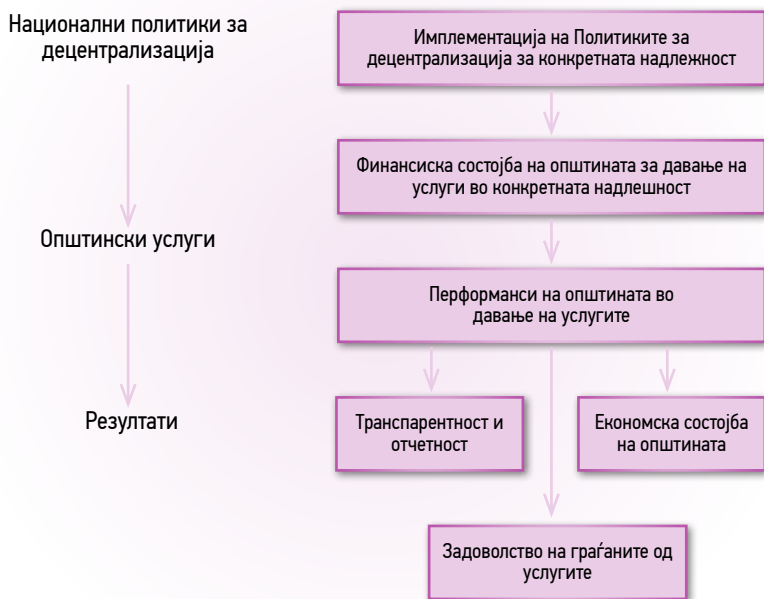 Национални политики за
децентрализација
Имплементација на Политиките за
децентрализација за конкретната надлежност
Финансиска состојба на општината за давање на
услуги во конкретната надлешност
Општински услуги
Перформанси на општината во
давање на услугите
Резултати
Транспарентност и
отчетност
Економска состојба
на општината
Задоволство на граѓаните од
услугите